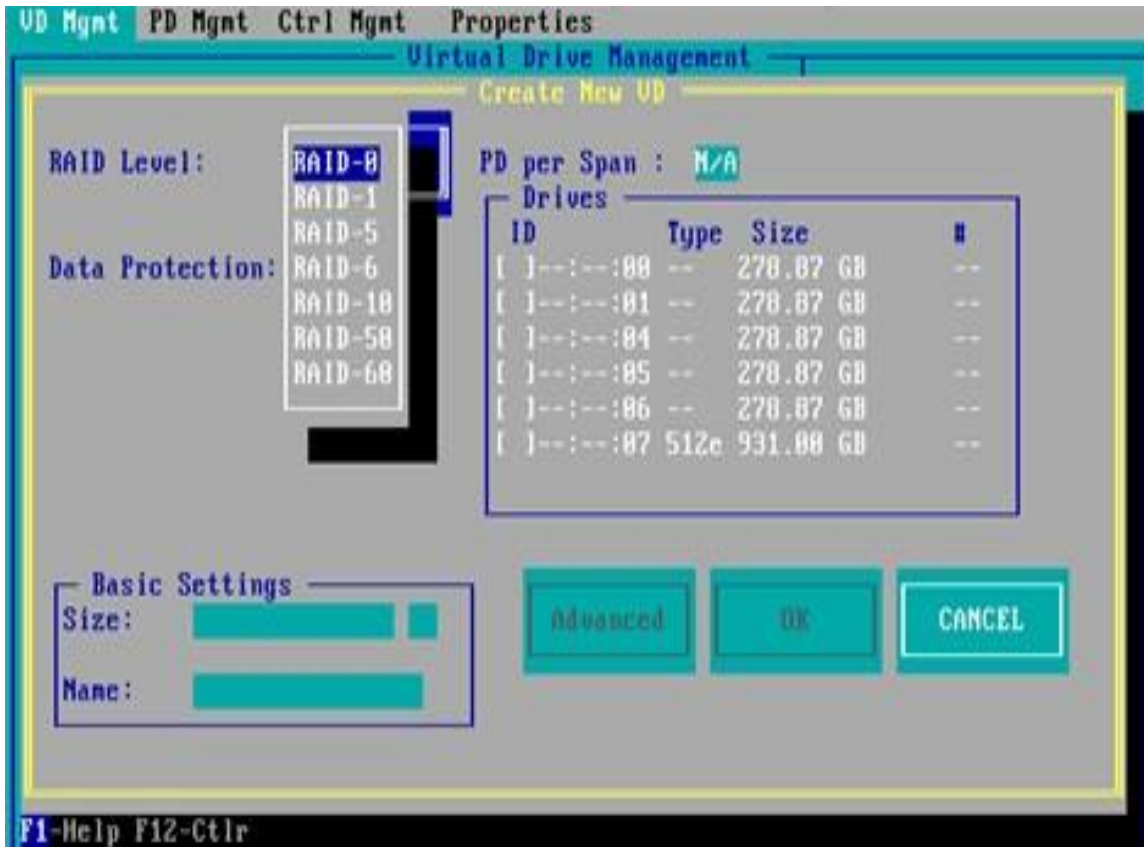 VD Mgmt PD Mgmt Ctrl Mgmt Properties
Virtual Drive Management
Create New VD
RAID Level:
RAID-0
RAID-1
RAID-5
RAID-6
RAID-10
RAID-50
RAID-60
Data Protection:
PD per Span : N/A
Drives
ID Type Size #
[ ]--:--:00 -- 278.87 GB --
[ ]--:--:01 -- 278.87 GB --
[ ]--:--:04 -- 278.87 GB --
[ ]--:--:05 -- 278.87 GB --
[ ]--:--:06 -- 278.87 GB --
[ ]--:--:07 512e 931.00 GB --
Basic Settings
Size:
Name:
Advanced
OK
CANCEL
F1-Help F12-Ctlr